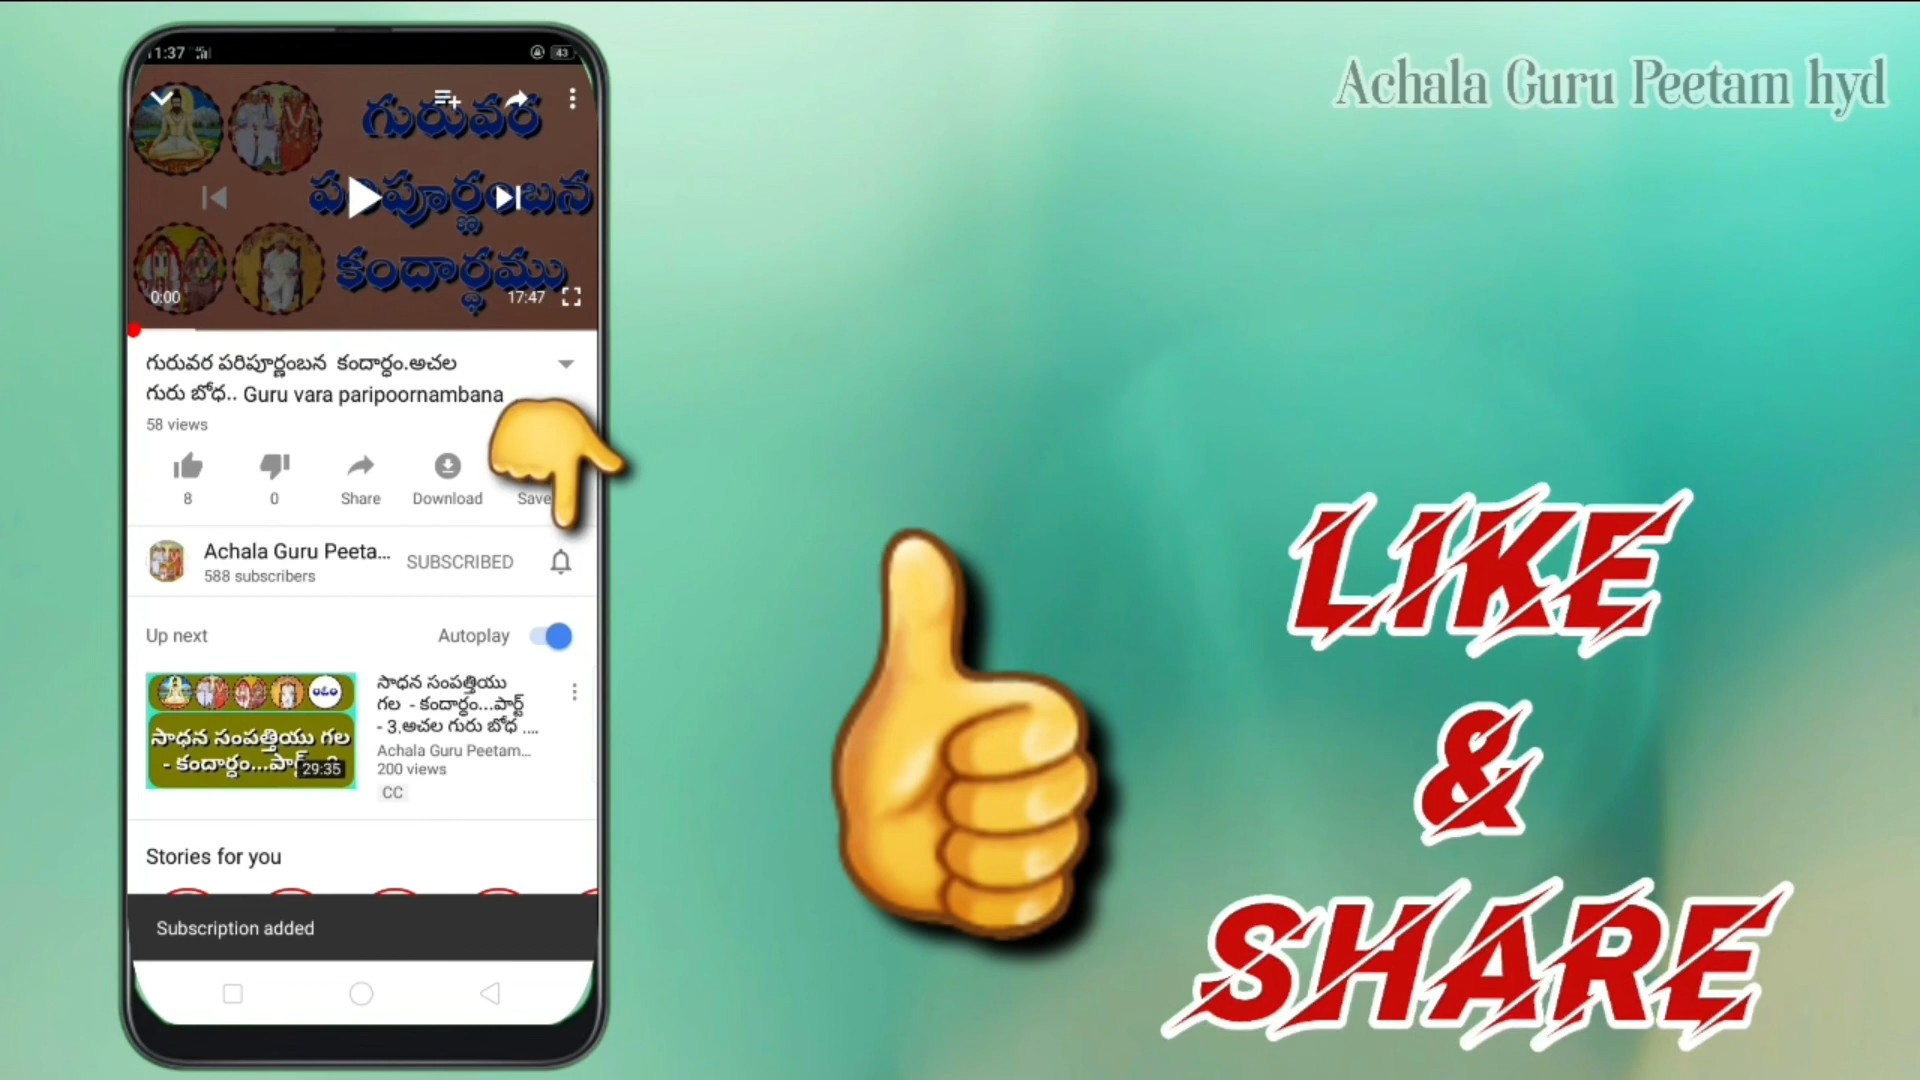 11:37
43
Achala Guru Peetam hyd
గురువర
పరిపూర్ణంబన
కందార్థము
0:00
17:47
గురువర పరిపూర్ణంబన కందార్ధం.అచల
గురు బోధ.. Guru vara paripoornambana
58 views
8
0
Share
Download
Save
Achala Guru Peeta...
SUBSCRIBED
588 subscribers
Up next
Autoplay
సాధన సంపత్తియు గల
- కందార్ధం...పార్ట్
29:35
సాధన సంపత్తియు
గల - కందార్ధం...పార్ట్
- 3.అచల గురు బోధ ....
Achala Guru Peetam...
200 views
CC
Stories for you
Subscription added
LIKE
&
SHARE